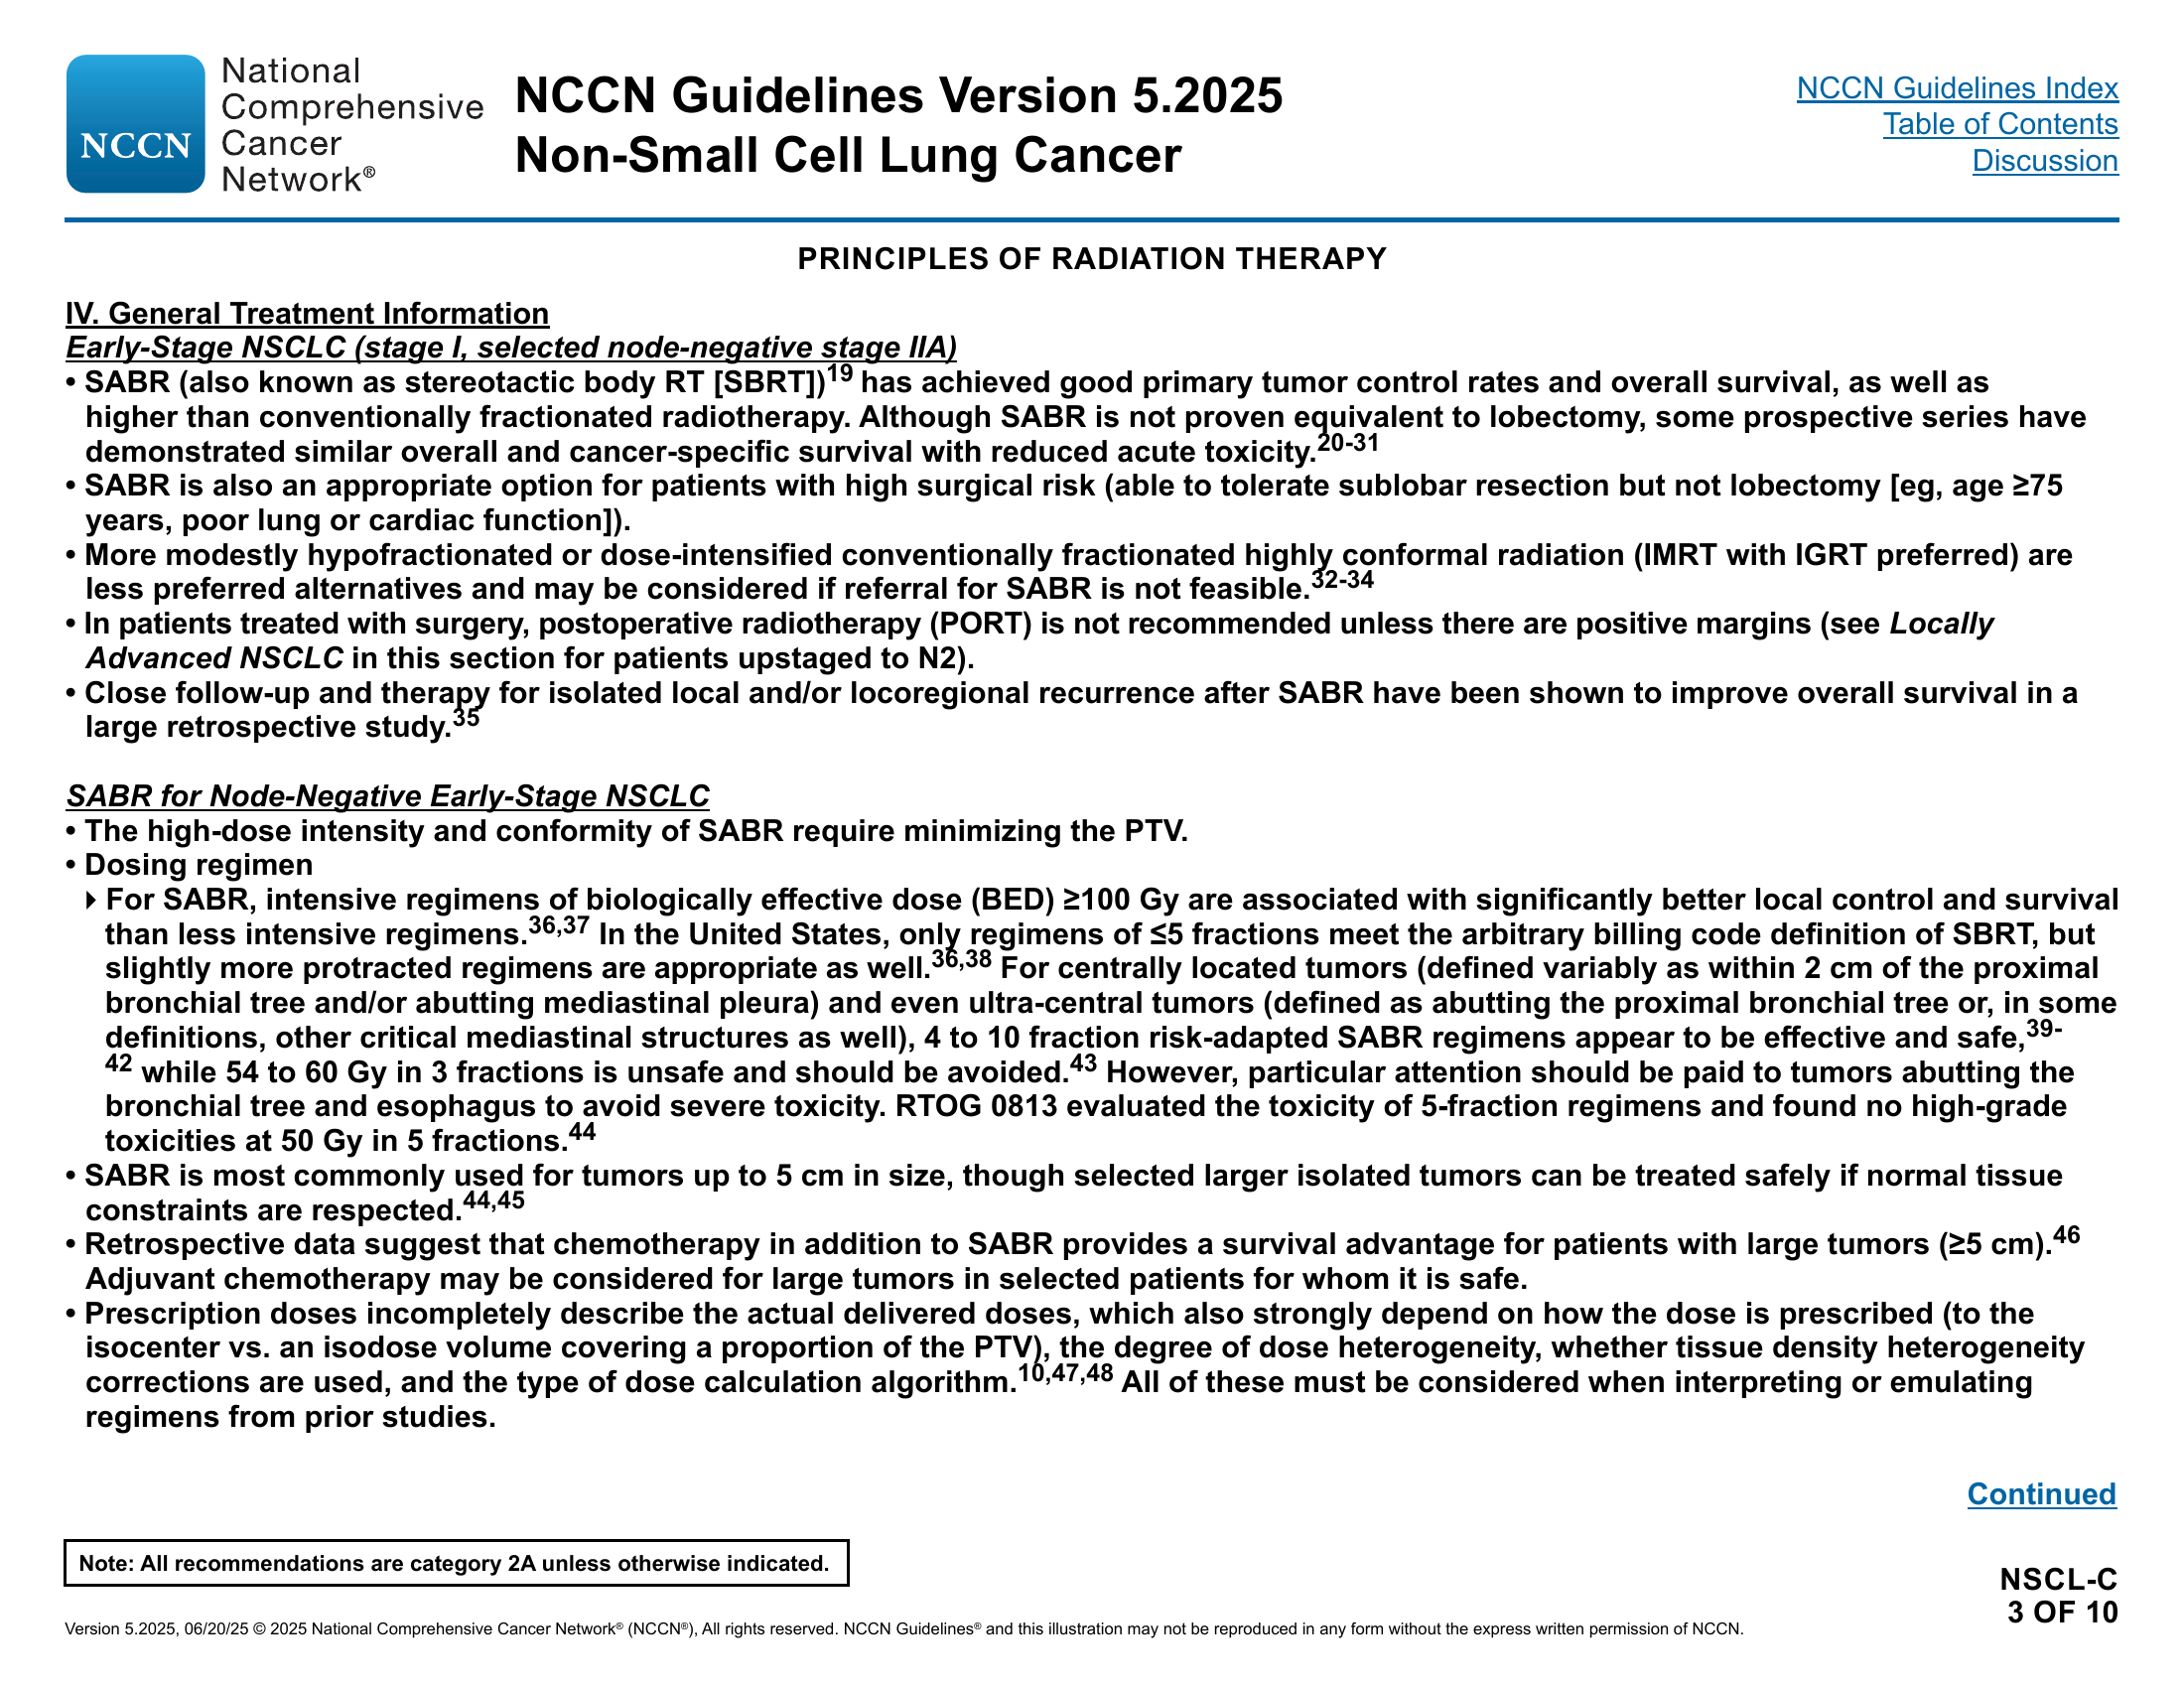 National
Comprehensive
NCCN Cancer
Network®
NCCN Guidelines Version 5.2025
Non-Small Cell Lung Cancer
NCCN Guidelines Index
Table of Contents
Discussion
PRINCIPLES OF RADIATION THERAPY
IV. General Treatment Information
Early-Stage NSCLC (stage I, selected node-negative stage IIA)
• SABR (also known as stereotactic body RT [SBRT])19 has achieved good primary tumor control rates and overall survival, as well as
higher than conventionally fractionated radiotherapy. Although SABR is not proven equivalent to lobectomy, some prospective series have
demonstrated similar overall and cancer-specific survival with reduced acute toxicity.20-31
• SABR is also an appropriate option for patients with high surgical risk (able to tolerate sublobar resection but not lobectomy [eg, age ≥75
years, poor lung or cardiac function]).
• More modestly hypofractionated or dose-intensified conventionally fractionated highly conformal radiation (IMRT with IGRT preferred) are
less preferred alternatives and may be considered if referral for SABR is not feasible.32-34
• In patients treated with surgery, postoperative radiotherapy (PORT) is not recommended unless there are positive margins (see Locally
Advanced NSCLC in this section for patients upstaged to N2).
• Close follow-up and therapy for isolated local and/or locoregional recurrence after SABR have been shown to improve overall survival in a
large retrospective study.35
SABR for Node-Negative Early-Stage NSCLC
• The high-dose intensity and conformity of SABR require minimizing the PTV.
• Dosing regimen
‣ For SABR, intensive regimens of biologically effective dose (BED) ≥100 Gy are associated with significantly better local control and survival
than less intensive regimens.36,37 In the United States, only regimens of ≤5 fractions meet the arbitrary billing code definition of SBRT, but
slightly more protracted regimens are appropriate as well.36,38 For centrally located tumors (defined variably as within 2 cm of the proximal
bronchial tree and/or abutting mediastinal pleura) and even ultra-central tumors (defined as abutting the proximal bronchial tree or, in some
definitions, other critical mediastinal structures as well), 4 to 10 fraction risk-adapted SABR regimens appear to be effective and safe,39-
42 while 54 to 60 Gy in 3 fractions is unsafe and should be avoided.43 However, particular attention should be paid to tumors abutting the
bronchial tree and esophagus to avoid severe toxicity. RTOG 0813 evaluated the toxicity of 5-fraction regimens and found no high-grade
toxicities at 50 Gy in 5 fractions.44
• SABR is most commonly used for tumors up to 5 cm in size, though selected larger isolated tumors can be treated safely if normal tissue
constraints are respected.44,45
• Retrospective data suggest that chemotherapy in addition to SABR provides a survival advantage for patients with large tumors (≥5 cm).46
Adjuvant chemotherapy may be considered for large tumors in selected patients for whom it is safe.
• Prescription doses incompletely describe the actual delivered doses, which also strongly depend on how the dose is prescribed (to the
isocenter vs. an isodose volume covering a proportion of the PTV), the degree of dose heterogeneity, whether tissue density heterogeneity
corrections are used, and the type of dose calculation algorithm.10,47,48 All of these must be considered when interpreting or emulating
regimens from prior studies.
Continued
Note: All recommendations are category 2A unless otherwise indicated.
NSCL-C
3 OF 10
Version 5.2025, 06/20/25 © 2025 National Comprehensive Cancer Network® (NCCN®), All rights reserved. NCCN Guidelines® and this illustration may not be reproduced in any form without the express written permission of NCCN.